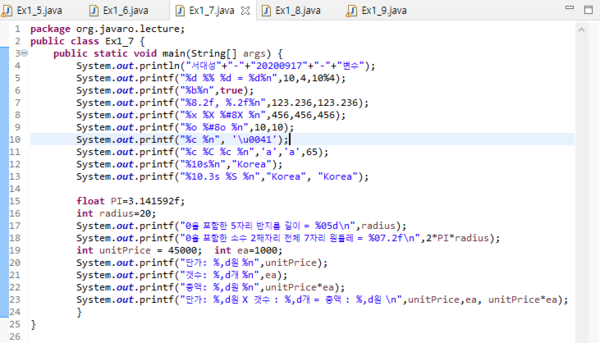 Ex1_5.java Ex1_6.java Ex1_7.java Ex1_8.java Ex1_9.java
1 package org.javaro.lecture;
2 public class Ex1_7 {
3 public static void main(String[] args) {
4 System.out.println("서대성"+"-"+"20200917"+"-"+"변수");
5 System.out.printf("%d %% %d = %d%n",10,4,10%4);
6 System.out.printf("%b%n",true);
7 System.out.printf("%8.2f, %.2f%n",123.236,123.236);
8 System.out.printf("%x %X %#8X %n",456,456,456);
9 System.out.printf("%o %#8o %n",10,10);
10 System.out.printf("%c %n", '\u0041');
11 System.out.printf("%c %C %c %n",'a','a',65);
12 System.out.printf("%10s%n","Korea");
13 System.out.printf("%10.3s %S %n","Korea", "Korea");
14
15 float PI=3.141592f;
16 int radius=20;
17 System.out.printf("0을 포함한 5자리 반지름 길이 = %05d\n",radius);
18 System.out.printf("0을 포함한 소수 2째자리 전체 7자리 원둘레 = %07.2f\n",2*PI*radius);
19 int unitPrice = 45000; int ea=1000;
20 System.out.printf("단가: %,d원 %n",unitPrice);
21 System.out.printf("갯수: %,d개 %n",ea);
22 System.out.printf("총액: %,d원 %n",unitPrice*ea);
23 System.out.printf("단가: %,d원 X 갯수 : %,d개 = 총액 : %,d원 \n",unitPrice,ea, unitPrice*ea);
24 }
25 }
26